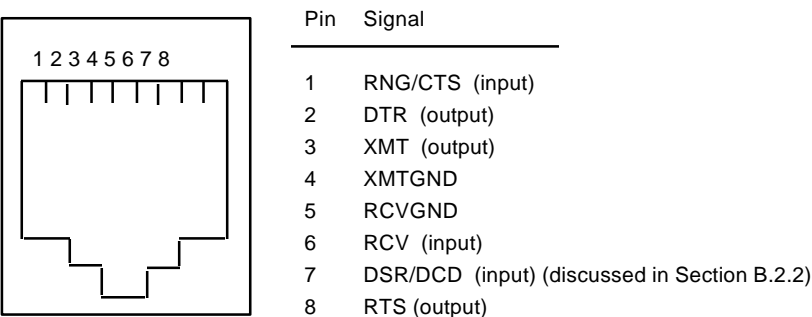 Pin Signal
1 2 3 4 5 6 7 8
1 RNG/CTS (input)
2 DTR (output)
3 XMT (output)
4 XMTGND
5 RCVGND
6 RCV (input)
7 DSR/DCD (input) (discussed in Section B.2.2)
8 RTS (output)